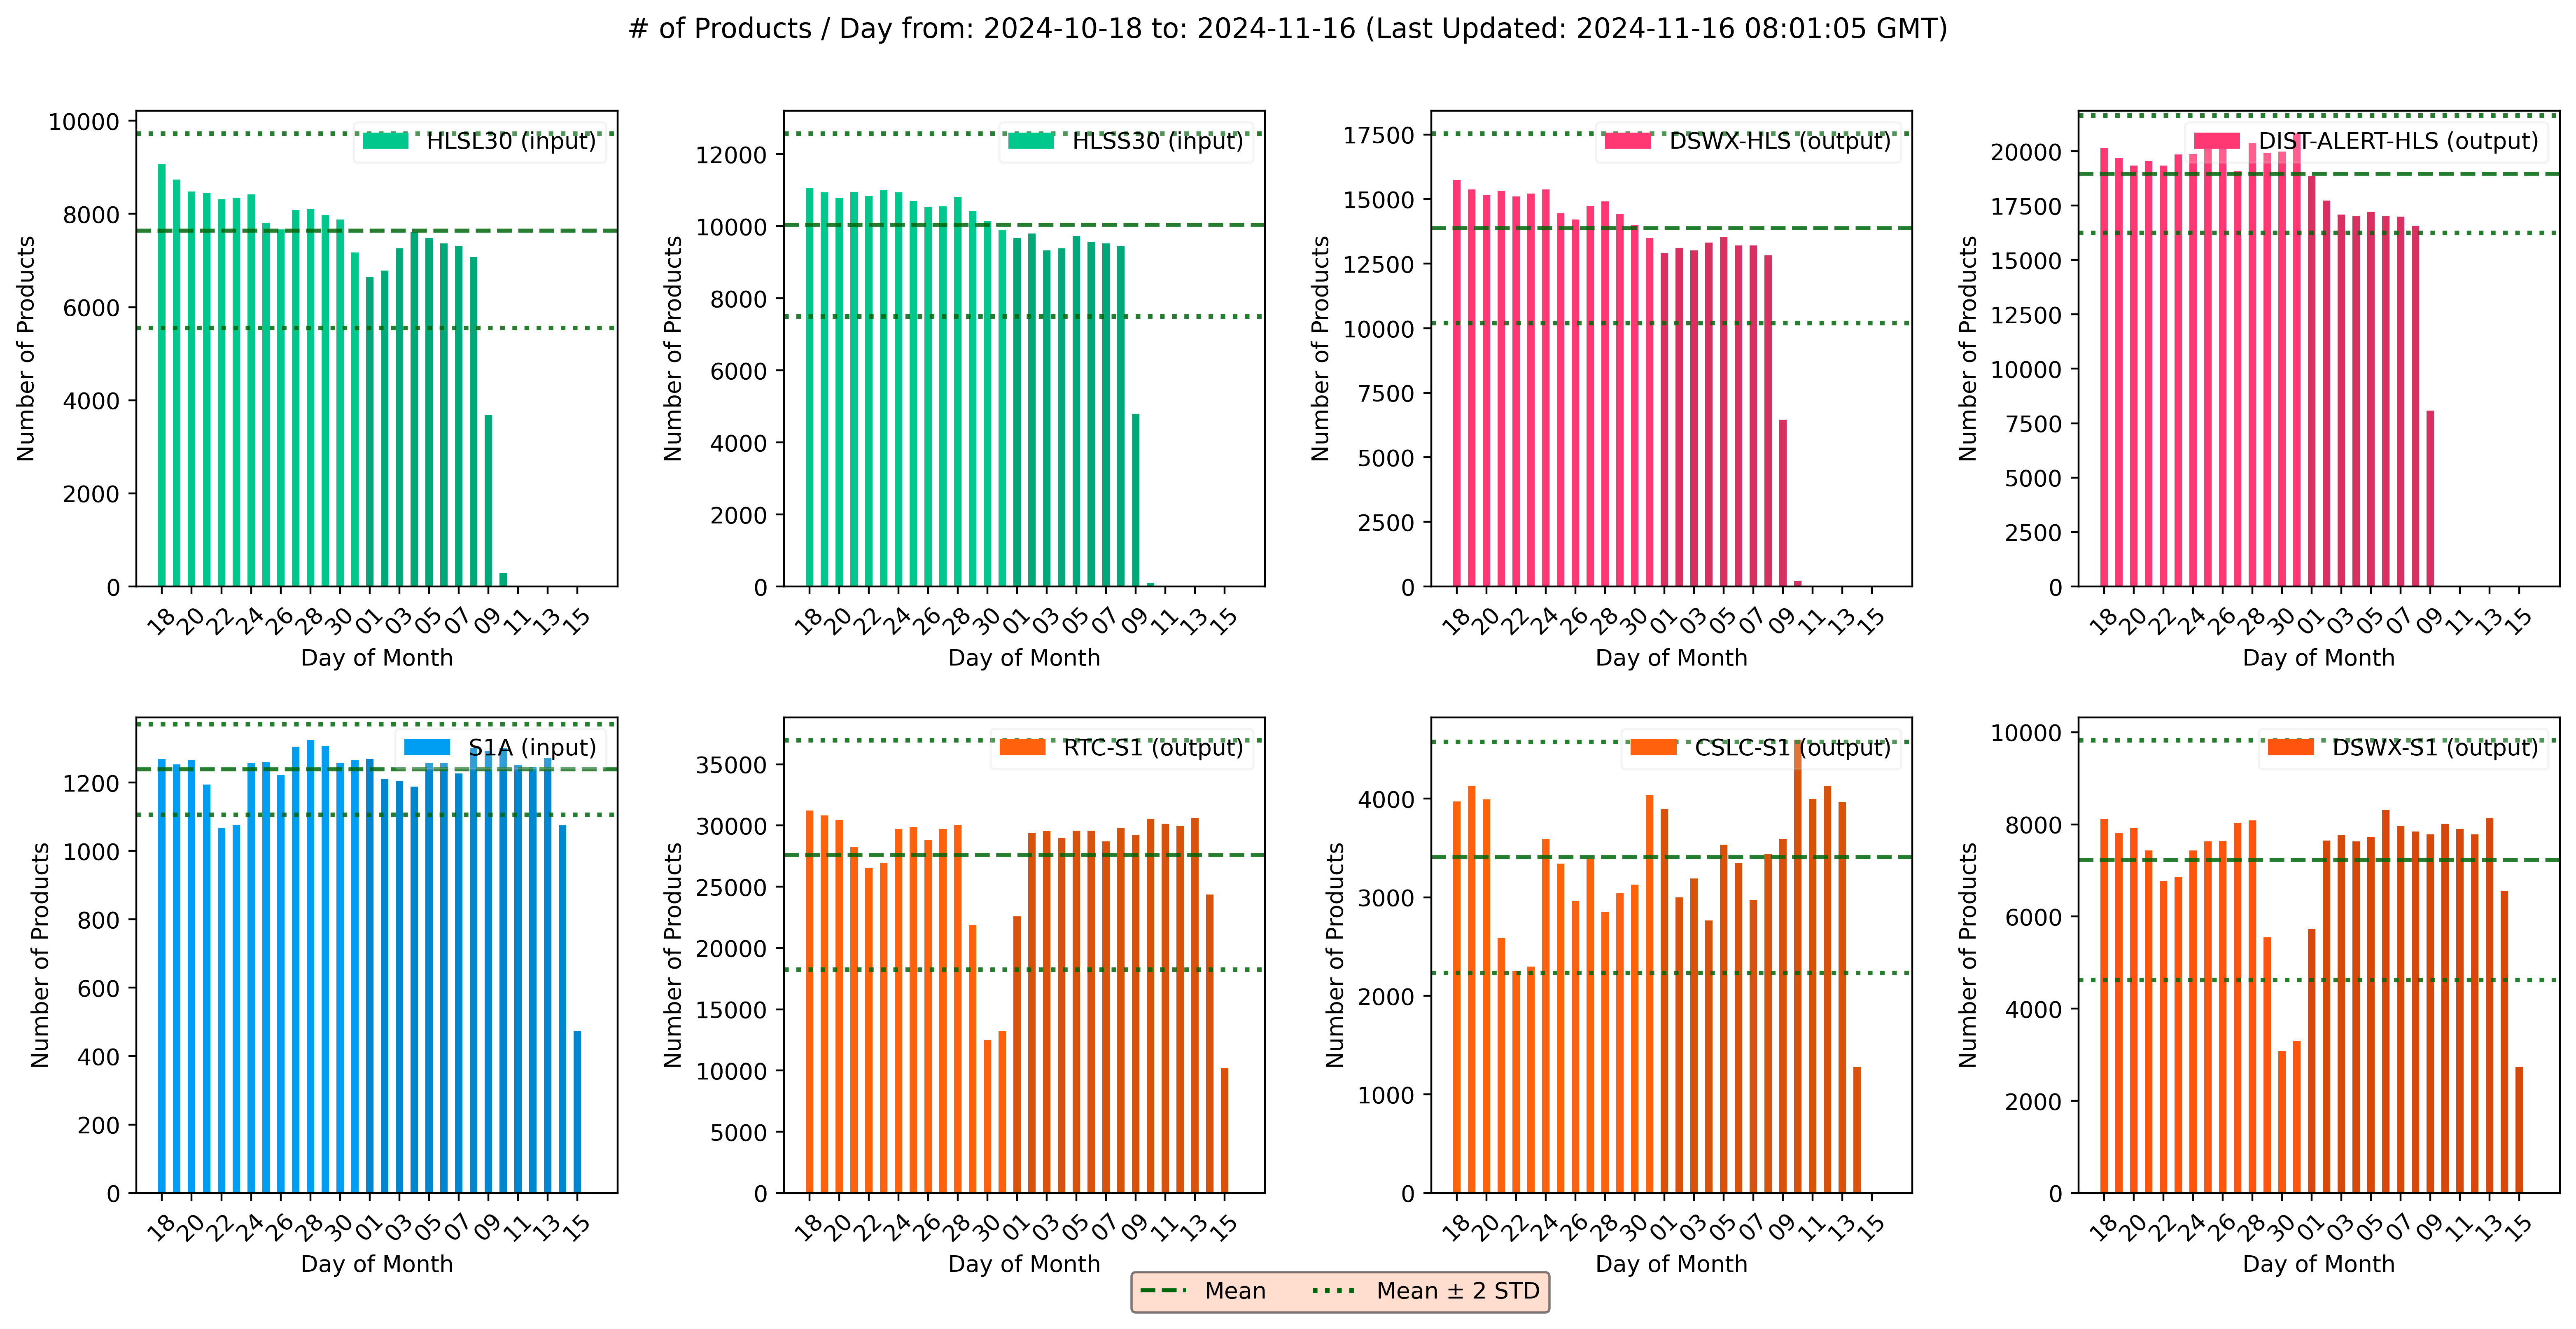 # of Products / Day from: 2024-10-18 to: 2024-11-16 (Last Updated: 2024-11-16 08:01:05 GMT)
HLSL30 (input)
Number of Products
10000
8000
6000
4000
2000
0
18 20 22 24 26 28 30 01 03 05 07 09 11 13 15
Day of Month
HLSS30 (input)
Number of Products
12000
10000
8000
6000
4000
2000
0
18 20 22 24 26 28 30 01 03 05 07 09 11 13 15
Day of Month
DSWX-HLS (output)
Number of Products
17500
15000
12500
10000
7500
5000
2500
0
18 20 22 24 26 28 30 01 03 05 07 09 11 13 15
Day of Month
DIST-ALERT-HLS (output)
Number of Products
20000
17500
15000
12500
10000
7500
5000
2500
0
18 20 22 24 26 28 30 01 03 05 07 09 11 13 15
Day of Month
S1A (input)
Number of Products
1200
1000
800
600
400
200
0
18 20 22 24 26 28 30 01 03 05 07 09 11 13 15
Day of Month
RTC-S1 (output)
Number of Products
35000
30000
25000
20000
15000
10000
5000
0
18 20 22 24 26 28 30 01 03 05 07 09 11 13 15
Day of Month
CSLC-S1 (output)
Number of Products
4000
3000
2000
1000
0
18 20 22 24 26 28 30 01 03 05 07 09 11 13 15
Day of Month
DSWX-S1 (output)
Number of Products
10000
8000
6000
4000
2000
0
18 20 22 24 26 28 30 01 03 05 07 09 11 13 15
Day of Month
Mean
Mean ± 2 STD